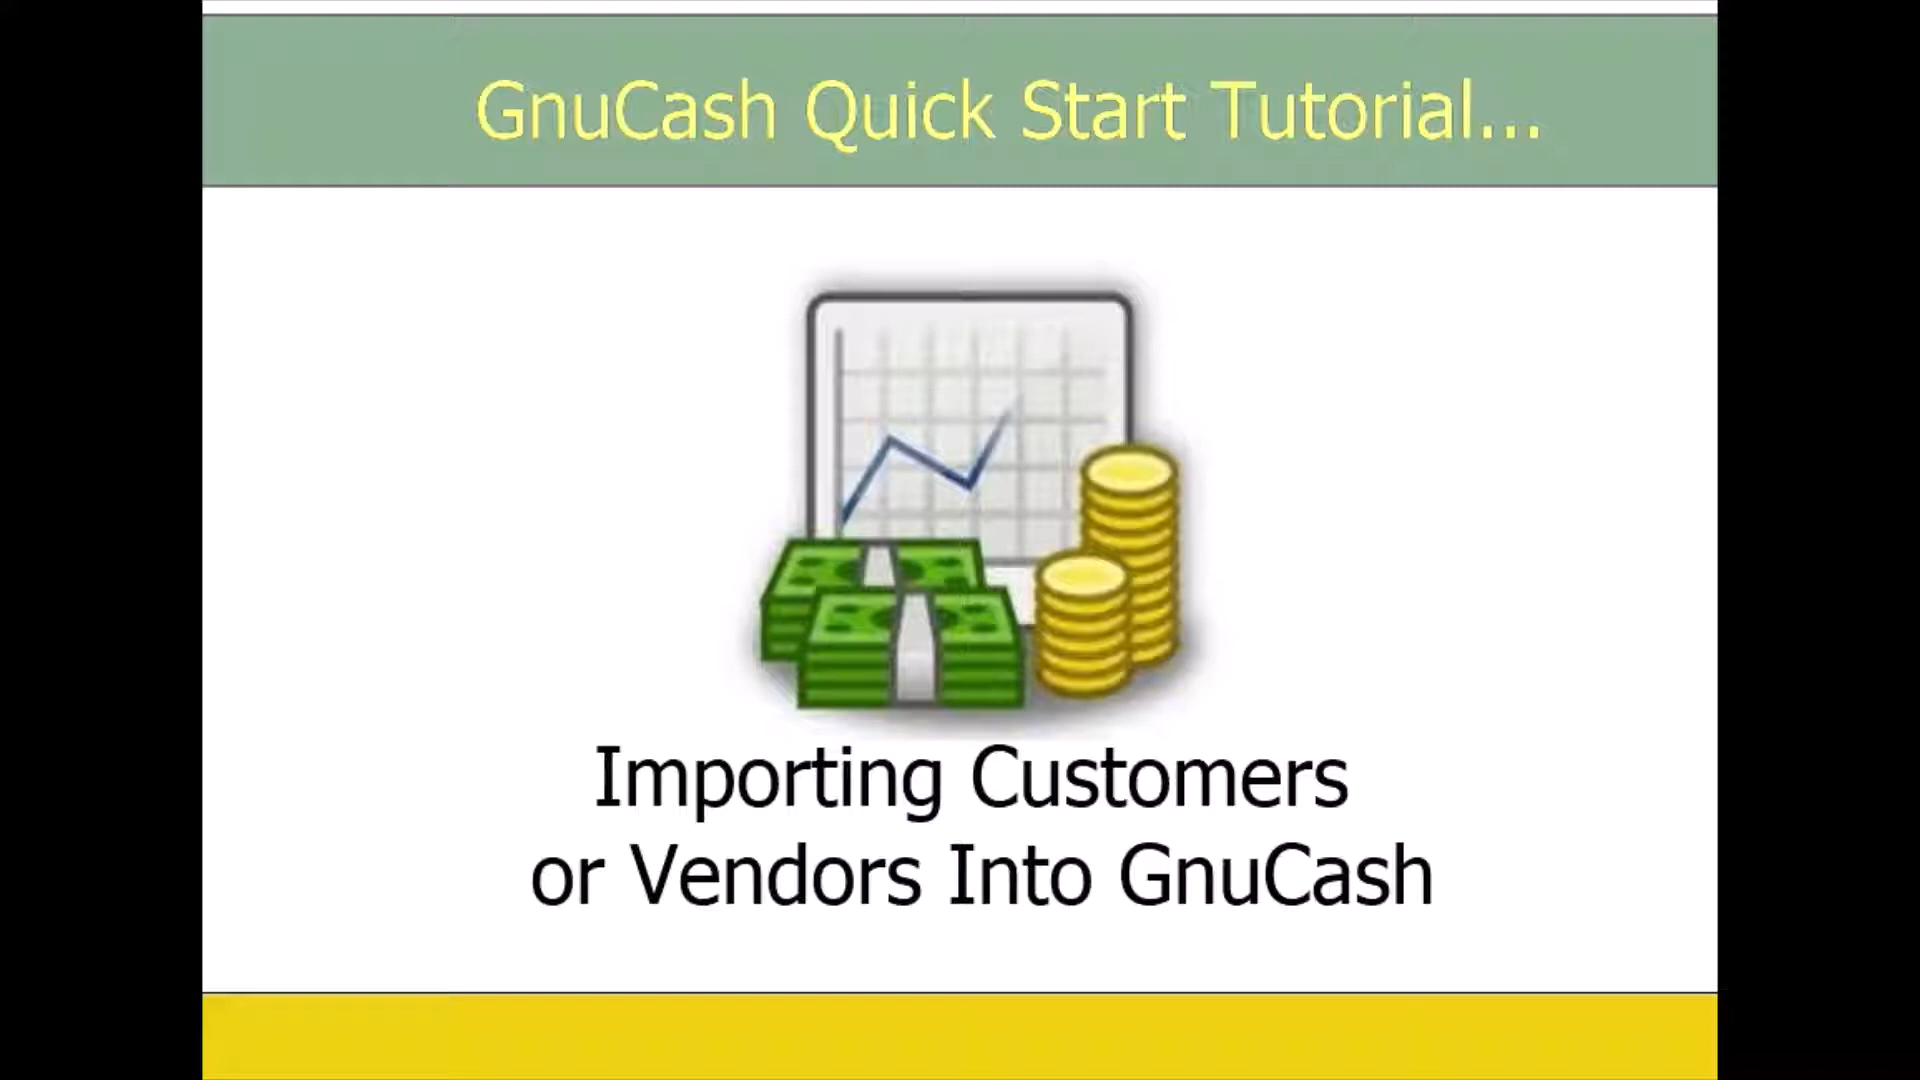 GnuCash Quick Start Tutorial...
Importing Customers
or Vendors Into GnuCash